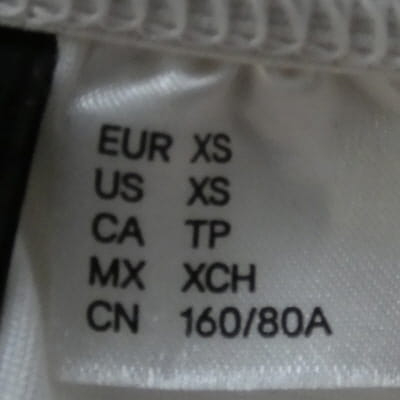 EUR XS
US XS
CA TP
MX XCH
CN 160/80A